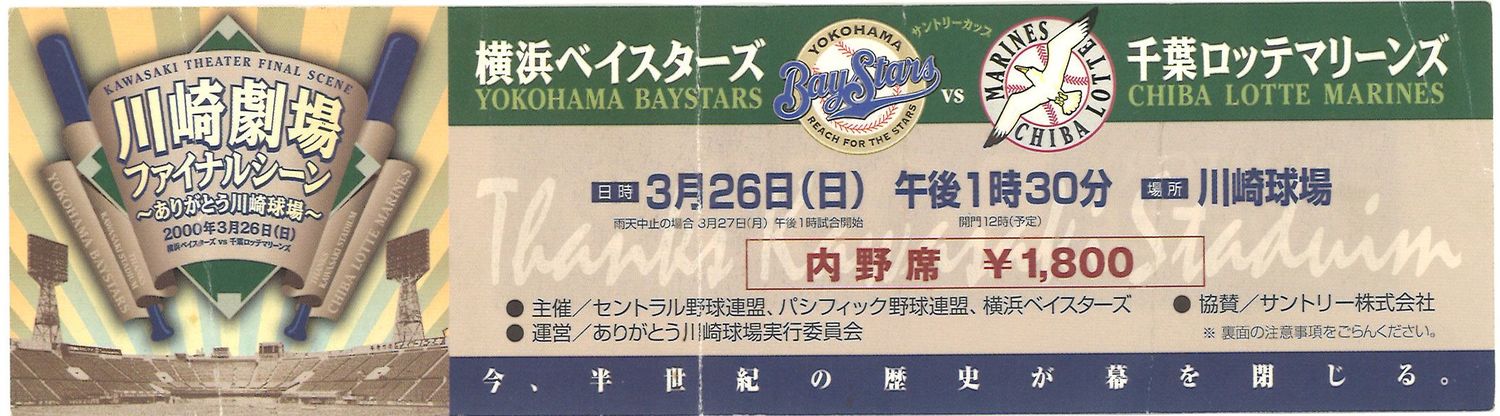 KAWASAKI THEATER FINAL SCENE
川崎劇場
ファイナルシーン
～ありがとう川崎球場～
2000年3月26日(日)
横浜ベイスターズ vs 千葉ロッテマリーンズ
YOKOHAMA BAYSTARS
THANKS KAWASAKI STADIUM
THANKS KAWASAKI STADIUM
CHIBA LOTTE MARINES
横浜ベイスターズ
YOKOHAMA BAYSTARS
YOKOHAMA
BayStars
REACH FOR THE STARS
サントリーカップ
vs
MARINES
CHIBA LOTTE
千葉ロッテマリーンズ
CHIBA LOTTE MARINES
日時 3月26日(日) 午後1時30分 場所 川崎球場
雨天中止の場合 3月27日(月) 午後1時試合開始 開門12時(予定)
Thanks Kawasaki Staduim
内野席 ¥1,800
● 主催／セントラル野球連盟、パシフィック野球連盟、横浜ベイスターズ ● 協賛／サントリー株式会社
● 運営／ありがとう川崎球場実行委員会 ※ 裏面の注意事項をごらんください。
今、半世紀の歴史が幕を閉じる。